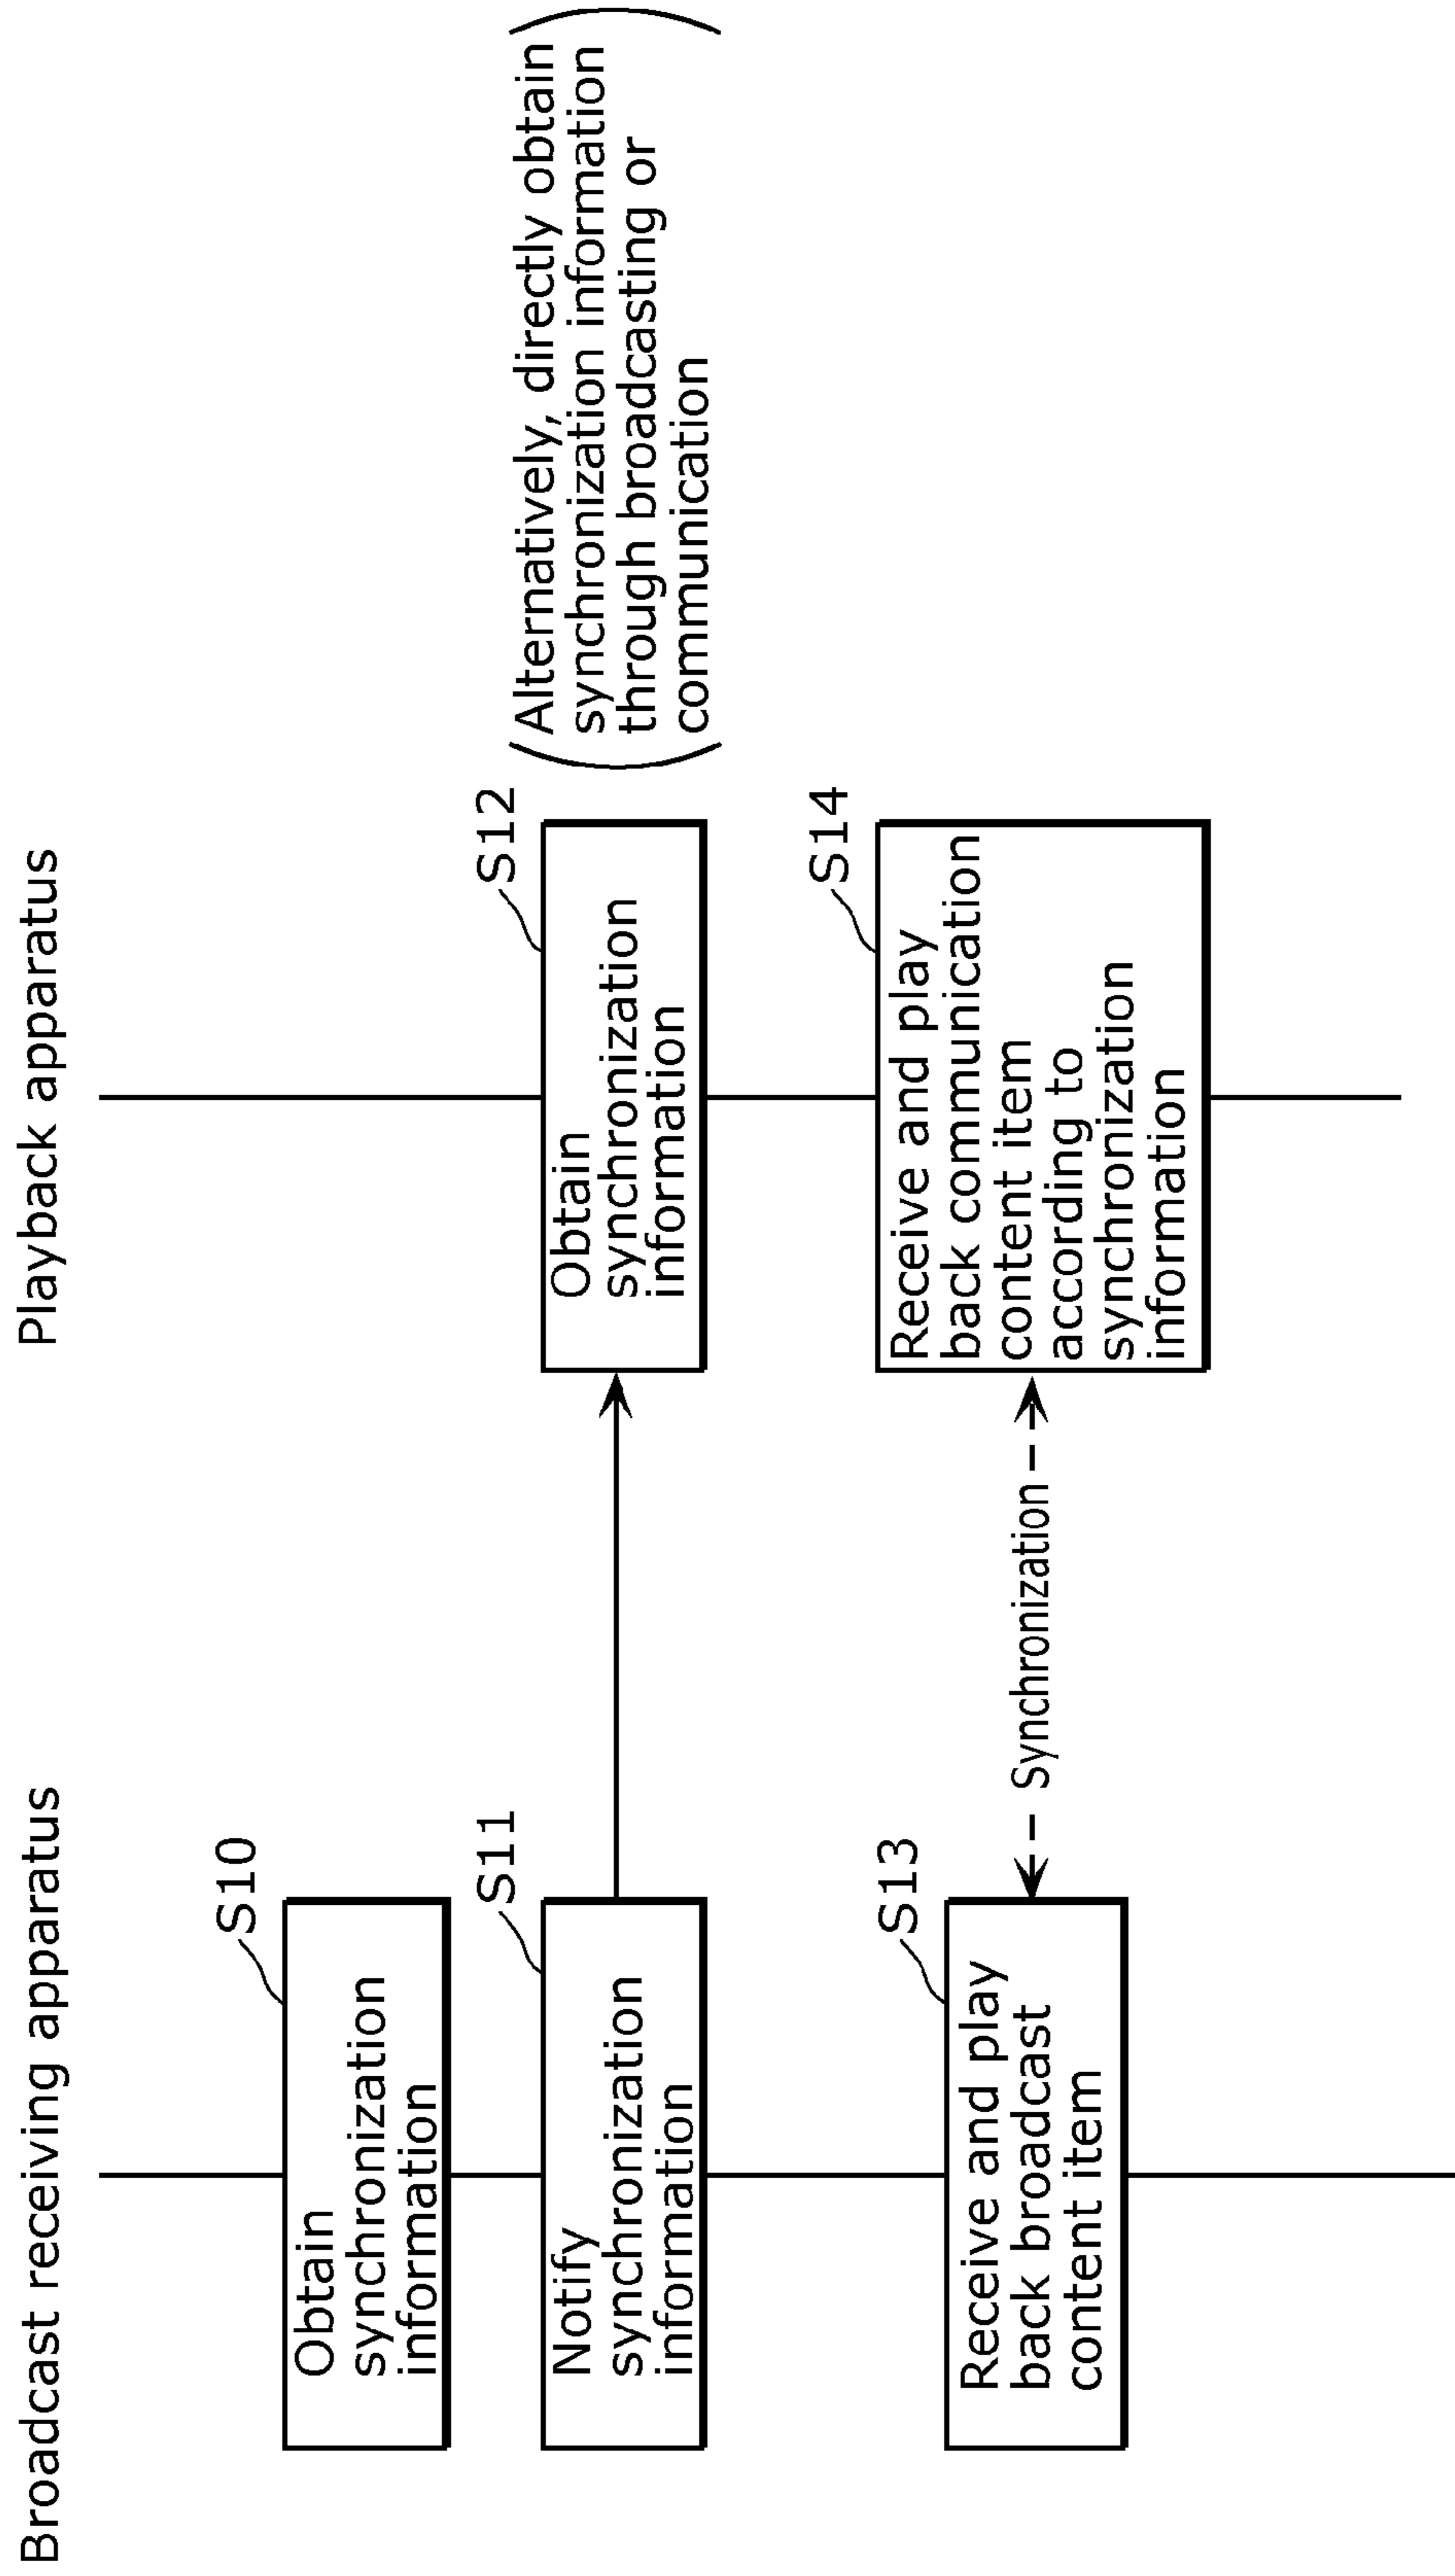 Broadcast receiving apparatus
Playback apparatus
S10
Obtain
synchronization
information
S11
Notify
synchronization
information
S12
Obtain
synchronization
information
(Alternatively, directly obtain
synchronization information
through broadcasting or
communication)
S13
Receive and play
back broadcast
content item
Synchronization
S14
Receive and play
back communication
content item
according to
synchronization
information